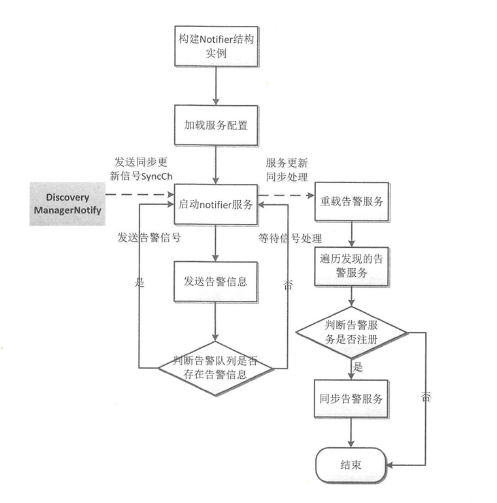 构建Notifier结构
实例
加载服务配置
发送同步更
新信号SyncCh
服务更新
同步处理
Discovery
ManagerNotify
启动notifier服务
重载告警服务
发送告警信号
等待信号处理
遍历发现的告
警服务
发送告警信息
是
否
判断告警服
务是否注册
判断告警队列是否
存在告警信息
是
同步告警服务
否
结束